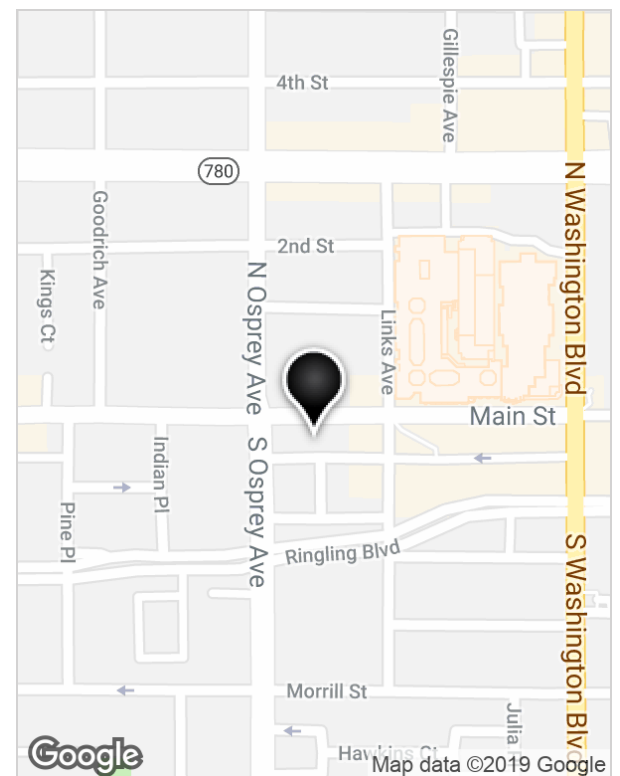 Gillespie Ave
4th St
780
N Washington Blvd
Goodrich Ave
2nd St
Kings Ct
N Osprey Ave
Links Ave
Main St
Indian Pl
S Osprey Ave
Pine Pl
Ringling Blvd
S Washington Blvd
Morrill St
Julia
Hawkins Ct
Google
Map data ©2019 Google